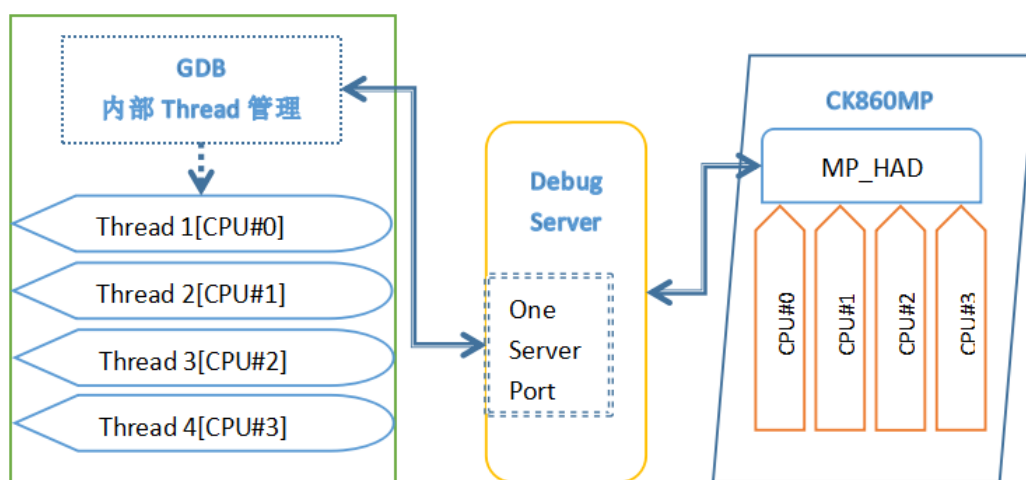 GDB
内部 Thread 管理
Thread 1[CPU#0]
Thread 2[CPU#1]
Thread 3[CPU#2]
Thread 4[CPU#3]
Debug
Server
One
Server
Port
CK860MP
MP_HAD
CPU#0
CPU#1
CPU#2
CPU#3